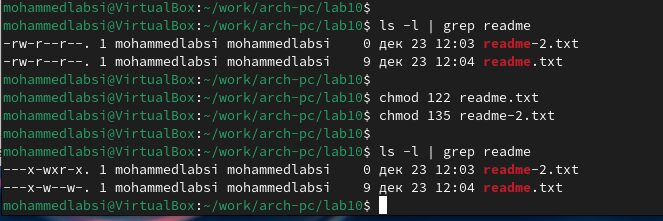 mohammedlabsi@VirtualBox:~/work/arch-pc/lab10$
mohammedlabsi@VirtualBox:~/work/arch-pc/lab10$ ls -l | grep readme
-rw-r--r--. 1 mohammedlabsi mohammedlabsi    0 дек 23 12:03 readme-2.txt
-rw-r--r--. 1 mohammedlabsi mohammedlabsi    9 дек 23 12:04 readme.txt
mohammedlabsi@VirtualBox:~/work/arch-pc/lab10$
mohammedlabsi@VirtualBox:~/work/arch-pc/lab10$ chmod 122 readme.txt
mohammedlabsi@VirtualBox:~/work/arch-pc/lab10$ chmod 135 readme-2.txt
mohammedlabsi@VirtualBox:~/work/arch-pc/lab10$
mohammedlabsi@VirtualBox:~/work/arch-pc/lab10$ ls -l | grep readme
---x-wxr-x. 1 mohammedlabsi mohammedlabsi    0 дек 23 12:03 readme-2.txt
---x-w--w-. 1 mohammedlabsi mohammedlabsi    9 дек 23 12:04 readme.txt
mohammedlabsi@VirtualBox:~/work/arch-pc/lab10$